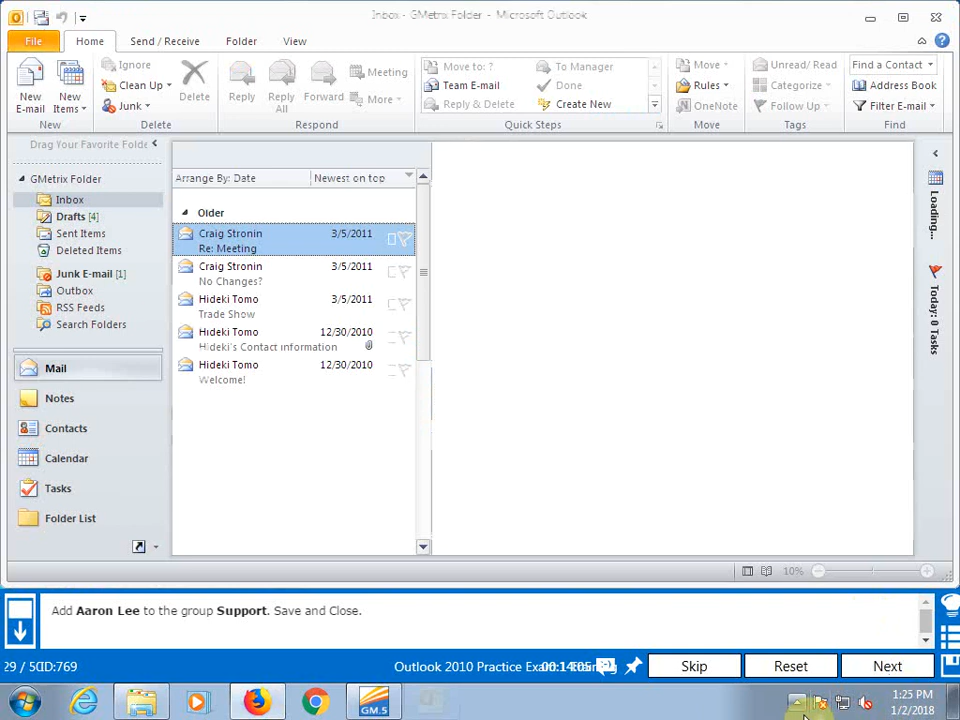 Inbox - GMetrix Folder - Microsoft Outlook
File Home Send / Receive Folder View
New E-mail
New Items
Ignore
Clean Up
Junk
Delete
Reply
Reply All
Forward
Meeting
More
Move to: ?
Team E-mail
Reply & Delete
To Manager
Done
Create New
Move
Rules
OneNote
Unread/ Read
Categorize
Follow Up
Find a Contact
Address Book
Filter E-mail
New Delete Respond Quick Steps Move Tags Find
Drag Your Favorite Folde
GMetrix Folder
Inbox
Drafts [4]
Sent Items
Deleted Items
Junk E-mail [1]
Outbox
RSS Feeds
Search Folders
Mail
Notes
Contacts
Calendar
Tasks
Folder List
Arrange By: Date Newest on top
Older
Craig Stronin 3/5/2011
Re: Meeting
Craig Stronin 3/5/2011
No Changes?
Hideki Tomo 3/5/2011
Trade Show
Hideki Tomo 12/30/2010
Hideki's Contact information
Hideki Tomo 12/30/2010
Welcome!
Loading...
Today: 0 Tasks
10%
Add Aaron Lee to the group Support. Save and Close.
29 / 50
ID:769
Outlook 2010 Practice Exam
Skip Reset Next
GM.5
1:25 PM
1/2/2018